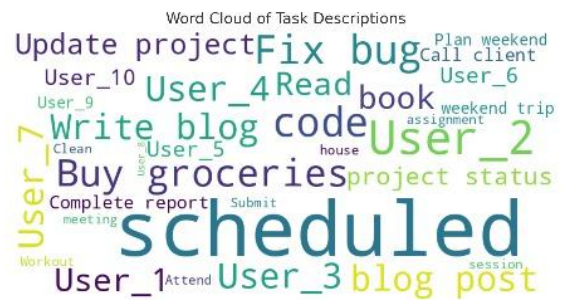 Word Cloud of Task Descriptions
Update project
Fix bug
Plan weekend
Call client
User_10
User_4
Read
User_6
User_9
book
weekend trip
Write blog
code
assignment
User_2
User_7
Clean
User_8
User_5
house
Buy groceries
project status
Complete report
Submit
meeting
scheduled
Workout
session
User_1
Attend
User_3
blog post